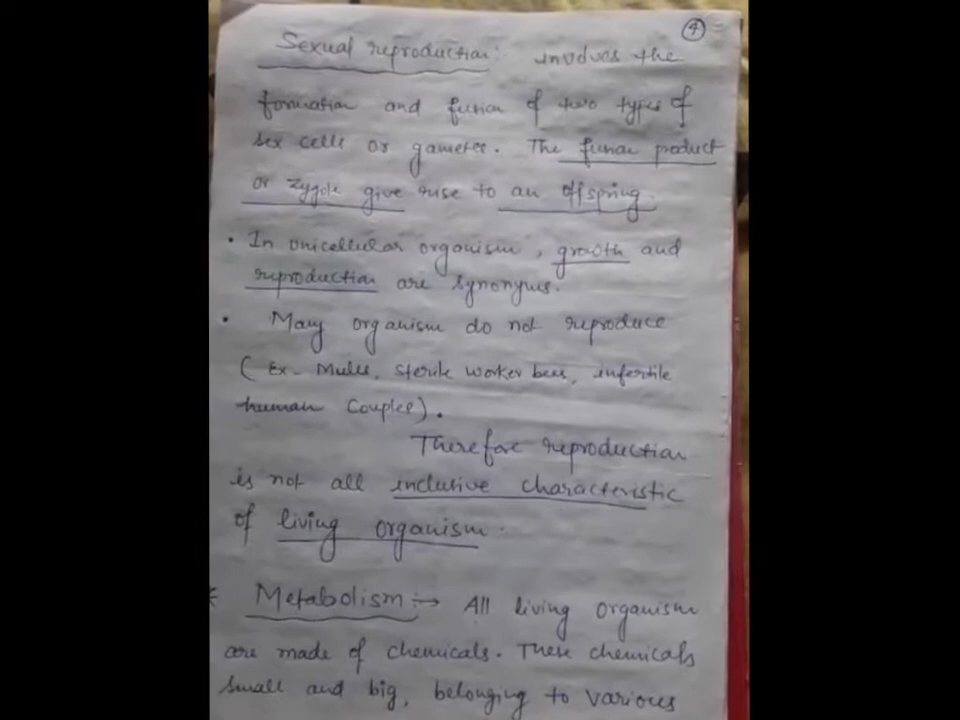 4
Sexual reproduction: involves the
formation and fusion of two types of
sex cells or gametes. The fusion product
or zygote give rise to an offspring.
• In unicellular organism, growth and
reproduction are synonyms.
• Many organism do not reproduce
(Ex- Mules, sterile worker bees, infertile
human couples).
Therefore reproduction
is not all inclusive characteristic
of living organism.
Metabolism :→ All living organism
are made of chemicals. These chemicals
small and big, belonging to various